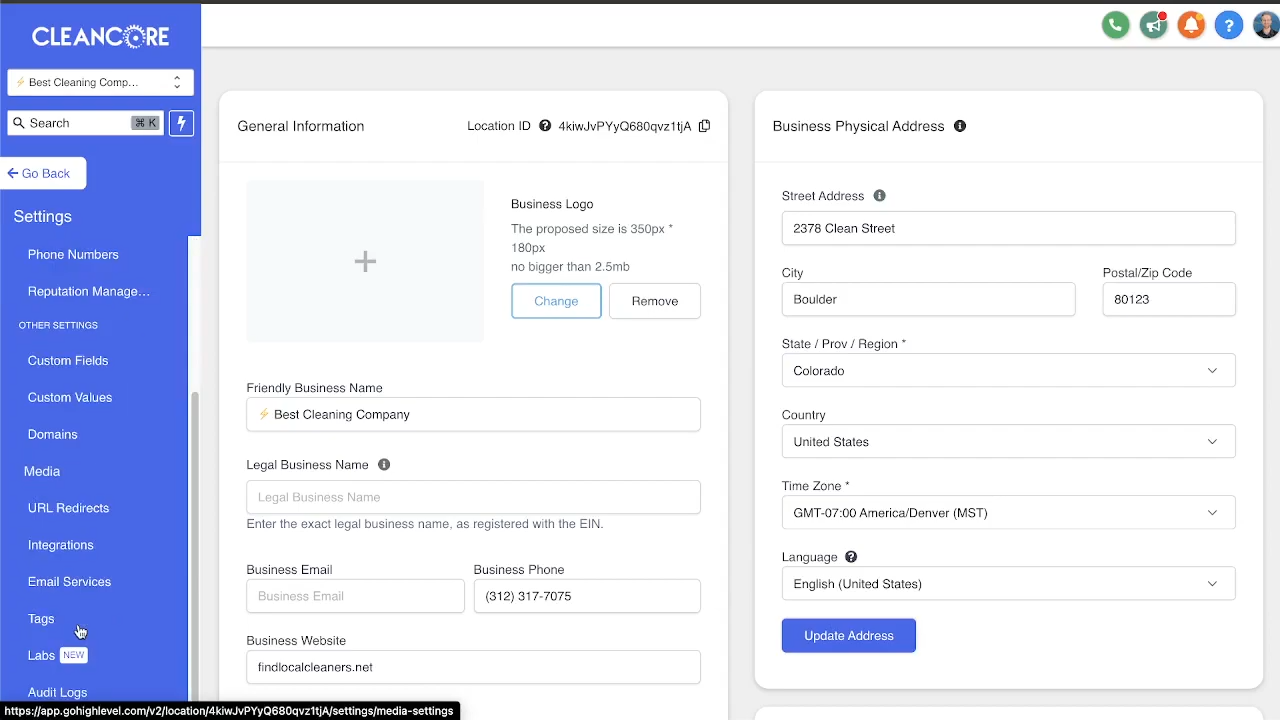 CLEANCORE
⚡ Best Cleaning Comp...
Search ⌘ K
Go Back
Settings
Phone Numbers
Reputation Manage...
OTHER SETTINGS
Custom Fields
Custom Values
Domains
Media
URL Redirects
Integrations
Email Services
Tags
Labs NEW
Audit Logs
https://app.gohighlevel.com/v2/location/4kiwJvPYyQ680qvz1tjA/settings/media-settings
General Information
Location ID ? 4kiwJvPYyQ680qvz1tjA
Business Logo
The proposed size is 350px *
180px
no bigger than 2.5mb
Change Remove
Friendly Business Name
⚡ Best Cleaning Company
Legal Business Name
Legal Business Name
Enter the exact legal business name, as registered with the EIN.
Business Email Business Phone
Business Email (312) 317-7075
Business Website
findlocalcleaners.net
Business Physical Address
Street Address
2378 Clean Street
City Postal/Zip Code
Boulder 80123
State / Prov / Region *
Colorado
Country
United States
Time Zone *
GMT-07:00 America/Denver (MST)
Language ?
English (United States)
Update Address